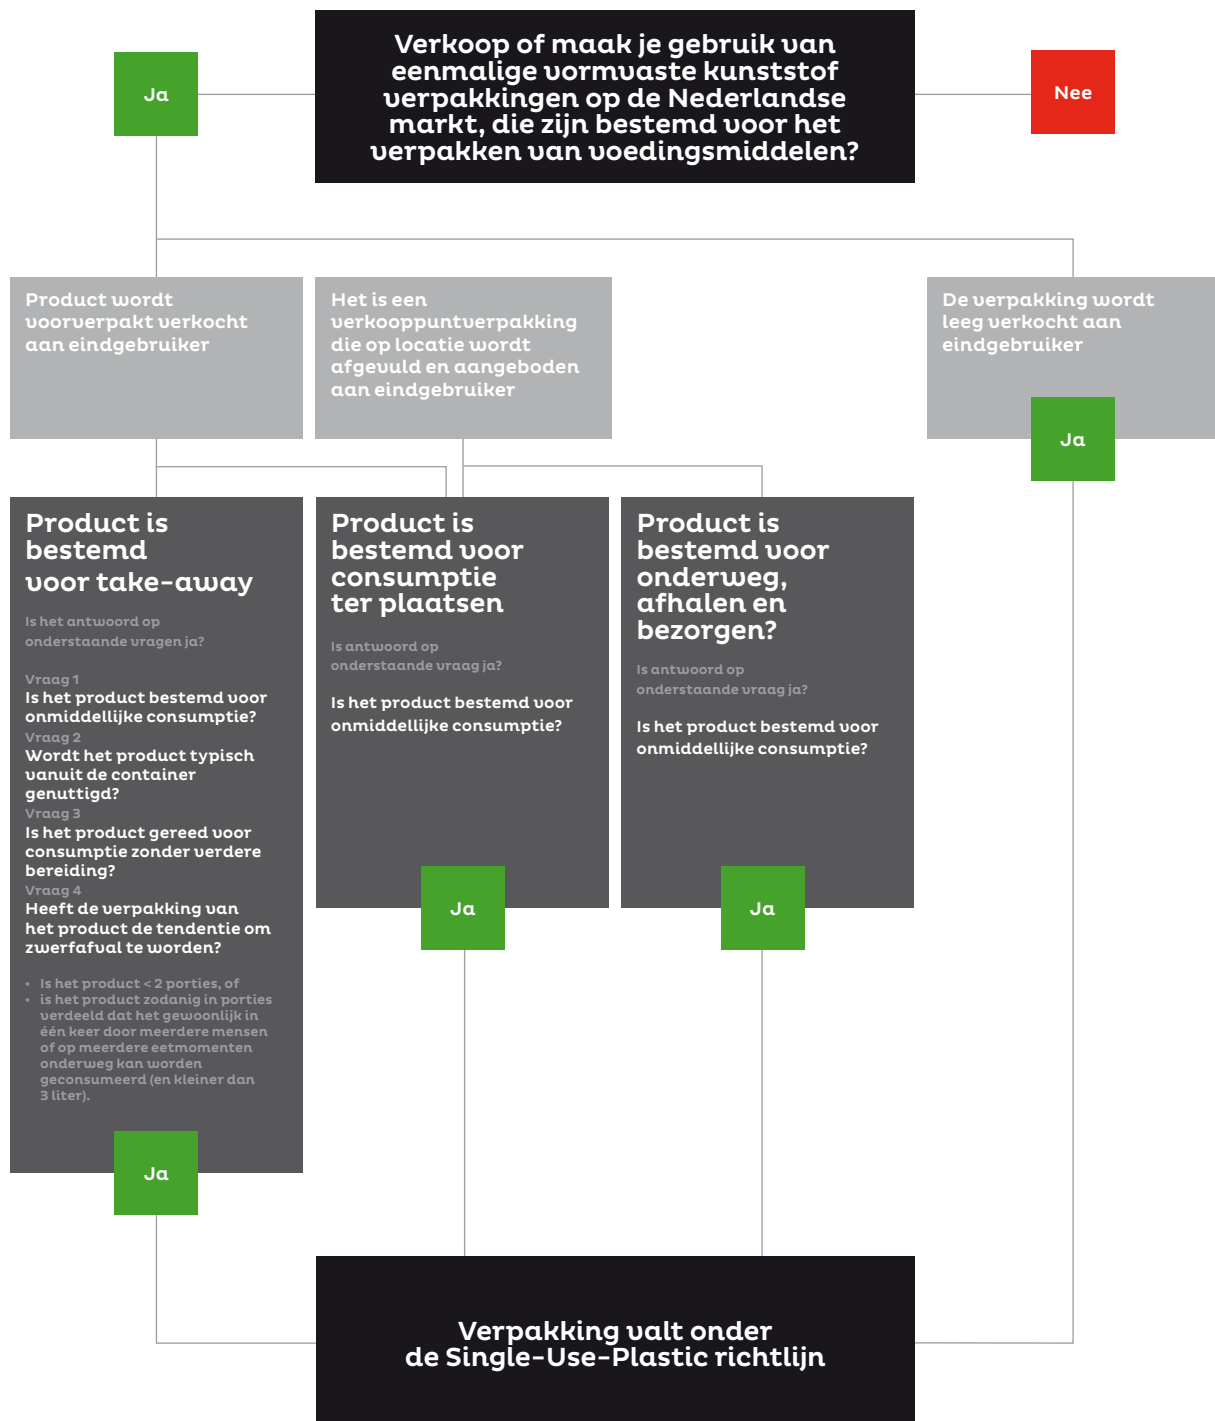 Verkoop of maak je gebruik van
eenmalige vormvaste kunststof
verpakkingen op de Nederlandse
markt, die zijn bestemd voor het
verpakken van voedingsmiddelen?
Ja
Nee
Product wordt
voorverpakt verkocht
aan eindgebruiker
Het is een
verkooppuntverpakking
die op locatie wordt
afgevuld en aangeboden
aan eindgebruiker
De verpakking wordt
leeg verkocht aan
eindgebruiker
Ja
Product is
bestemd
voor take-away
Is het antwoord op
onderstaande vragen ja?
Vraag 1
Is het product bestemd voor
onmiddellijke consumptie?
Vraag 2
Wordt het product typisch
vanuit de container
genuttigd?
Vraag 3
Is het product gereed voor
consumptie zonder verdere
bereiding?
Vraag 4
Heeft de verpakking van
het product de tendentie om
zwerfafval te worden?
• Is het product < 2 porties, of
• is het product zodanig in porties
verdeeld dat het gewoonlijk in
één keer door meerdere mensen
of op meerdere eetmomenten
onderweg kan worden
geconsumeerd (en kleiner dan
3 liter).
Ja
Product is
bestemd voor
consumptie
ter plaatsen
Is antwoord op
onderstaande vraag ja?
Is het product bestemd voor
onmiddellijke consumptie?
Ja
Product is
bestemd voor
onderweg,
afhalen en
bezorgen?
Is antwoord op
onderstaande vraag ja?
Is het product bestemd voor
onmiddellijke consumptie?
Ja
Verpakking valt onder
de Single-Use-Plastic richtlijn